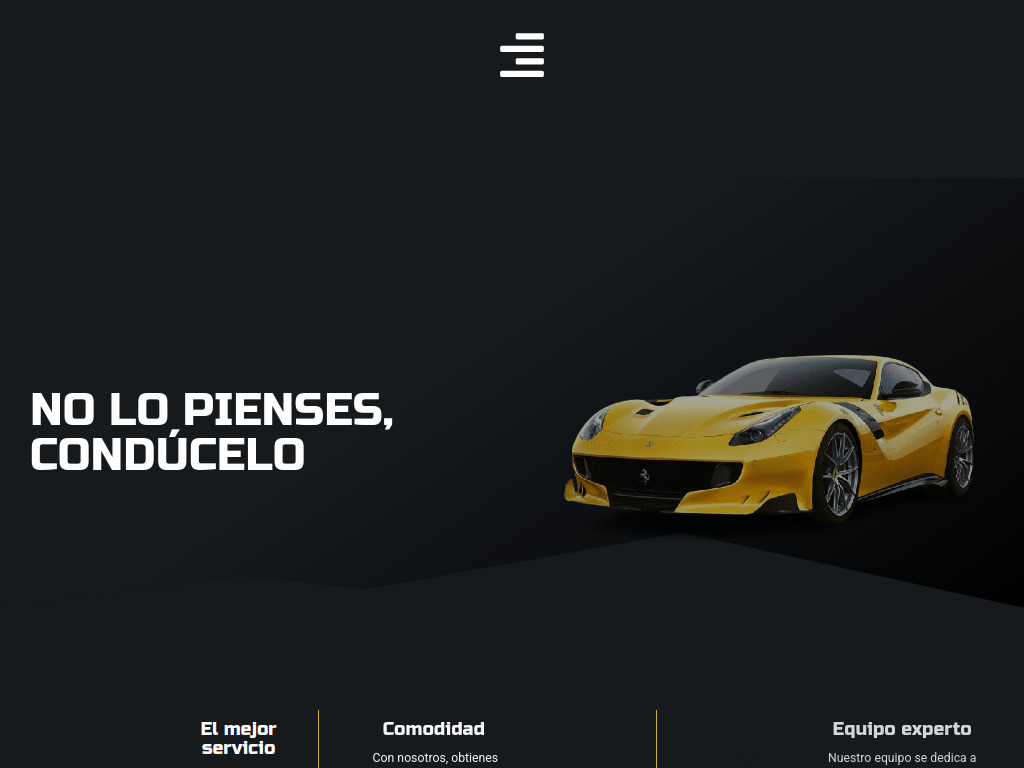 NO LO PIENSES,
CONDÚCELO
El mejor
servicio
Comodidad
Con nosotros, obtienes
Equipo experto
Nuestro equipo se dedica a